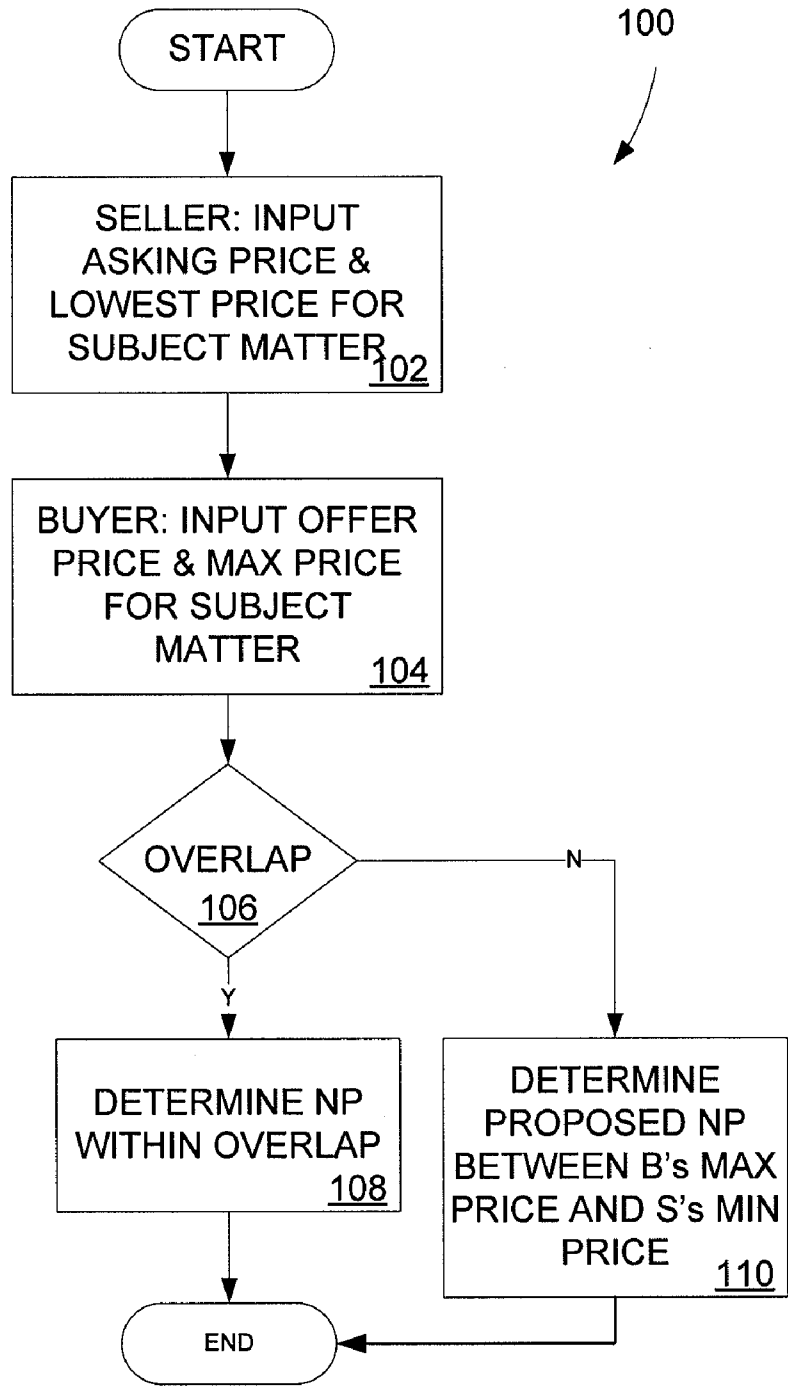 START
100
SELLER: INPUT
ASKING PRICE &
LOWEST PRICE FOR
SUBJECT MATTER
102
BUYER: INPUT OFFER
PRICE & MAX PRICE
FOR SUBJECT
MATTER
104
OVERLAP
106
N
Y
DETERMINE NP
WITHIN OVERLAP
108
DETERMINE
PROPOSED NP
BETWEEN B's MAX
PRICE AND S's MIN
PRICE
110
END